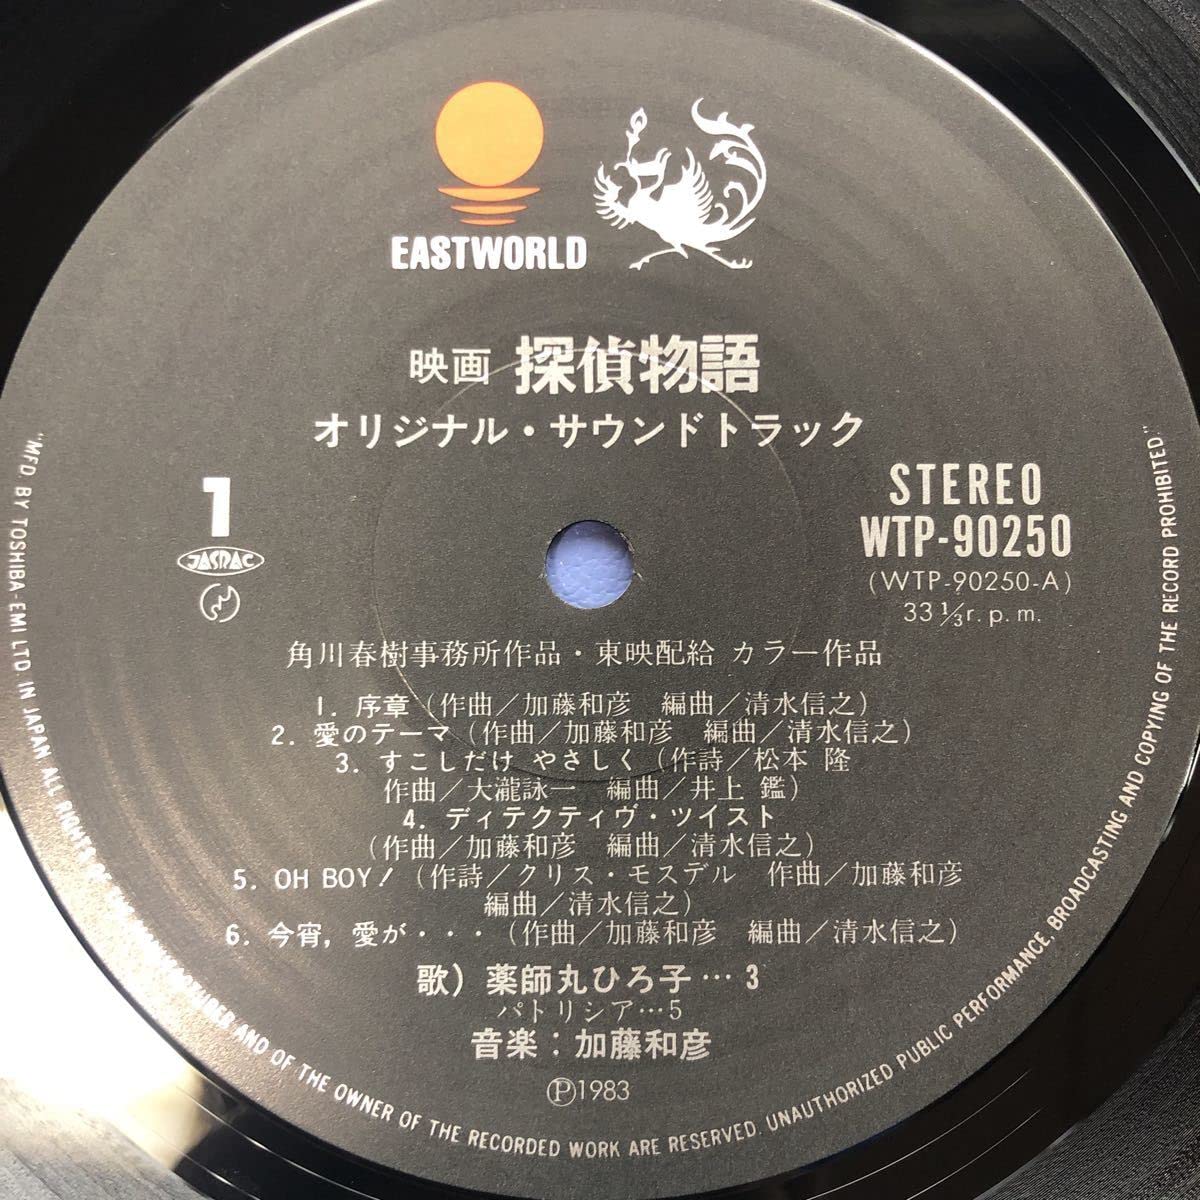 EASTWORLD
映画 探偵物語
オリジナル・サウンドトラック
1
JASRAC
STEREO
WTP-90250
(WTP-90250-A)
33 1/3 r.p.m.
角川春樹事務所作品・東映配給 カラー作品
1. 序章（作曲／加藤和彦 編曲／清水信之）
2. 愛のテーマ（作曲／加藤和彦 編曲／清水信之）
3. すこしだけ やさしく（作詩／松本 隆
作曲／大瀧詠一 編曲／井上 鑑）
4. ディテクティヴ・ツイスト
（作曲／加藤和彦 編曲／清水信之）
5. OH BOY！（作詩／クリス・モスデル 作曲／加藤和彦
編曲／清水信之）
6. 今宵，愛が・・・（作曲／加藤和彦 編曲／清水信之）
歌）薬師丸ひろ子…3
パトリシア…5
音楽：加藤和彦
Ⓟ1983
"MFD BY TOSHIBA-EMI LTD. IN JAPAN ALL RIGHTS OF THE MANUFACTURER AND OF THE OWNER OF THE RECORDED WORK ARE RESERVED. UNAUTHORIZED PUBLIC PERFORMANCE, BROADCASTING AND COPYING OF THE RECORD PROHIBITED."